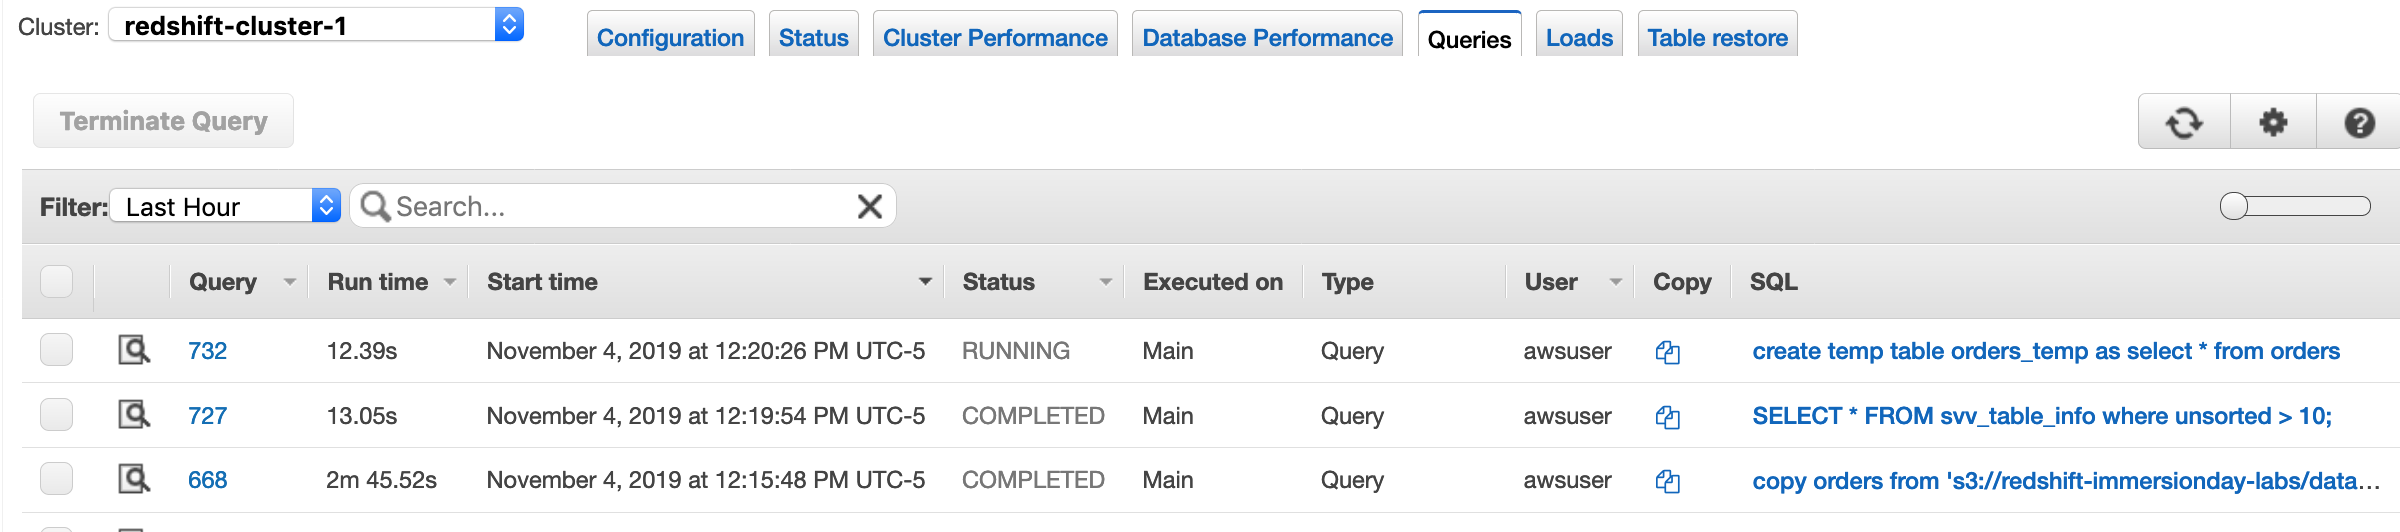 Cluster: redshift-cluster-1 Configuration Status Cluster Performance Database Performance Queries Loads Table restore
Terminate Query
Filter: Last Hour Search...
Query Run time Start time Status Executed on Type User Copy SQL
732 12.39s November 4, 2019 at 12:20:26 PM UTC-5 RUNNING Main Query awsuser create temp table orders_temp as select * from orders
727 13.05s November 4, 2019 at 12:19:54 PM UTC-5 COMPLETED Main Query awsuser SELECT * FROM svv_table_info where unsorted > 10;
668 2m 45.52s November 4, 2019 at 12:15:48 PM UTC-5 COMPLETED Main Query awsuser copy orders from 's3://redshift-immersionday-labs/data...